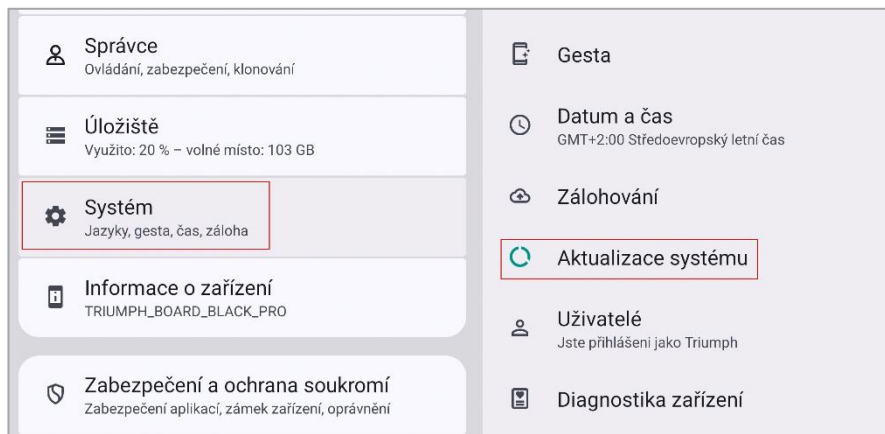 Správce
Ovládání, zabezpečení, klonování
Úložiště
Využito: 20 % – volné místo: 103 GB
Systém
Jazyky, gesta, čas, záloha
Informace o zařízení
TRIUMPH_BOARD_BLACK_PRO
Zabezpečení a ochrana soukromí
Zabezpečení aplikací, zámek zařízení, oprávnění
Gesta
Datum a čas
GMT+2:00 Středoevropský letní čas
Zálohování
Aktualizace systému
Uživatelé
Jste přihlášeni jako Triumph
Diagnostika zařízení